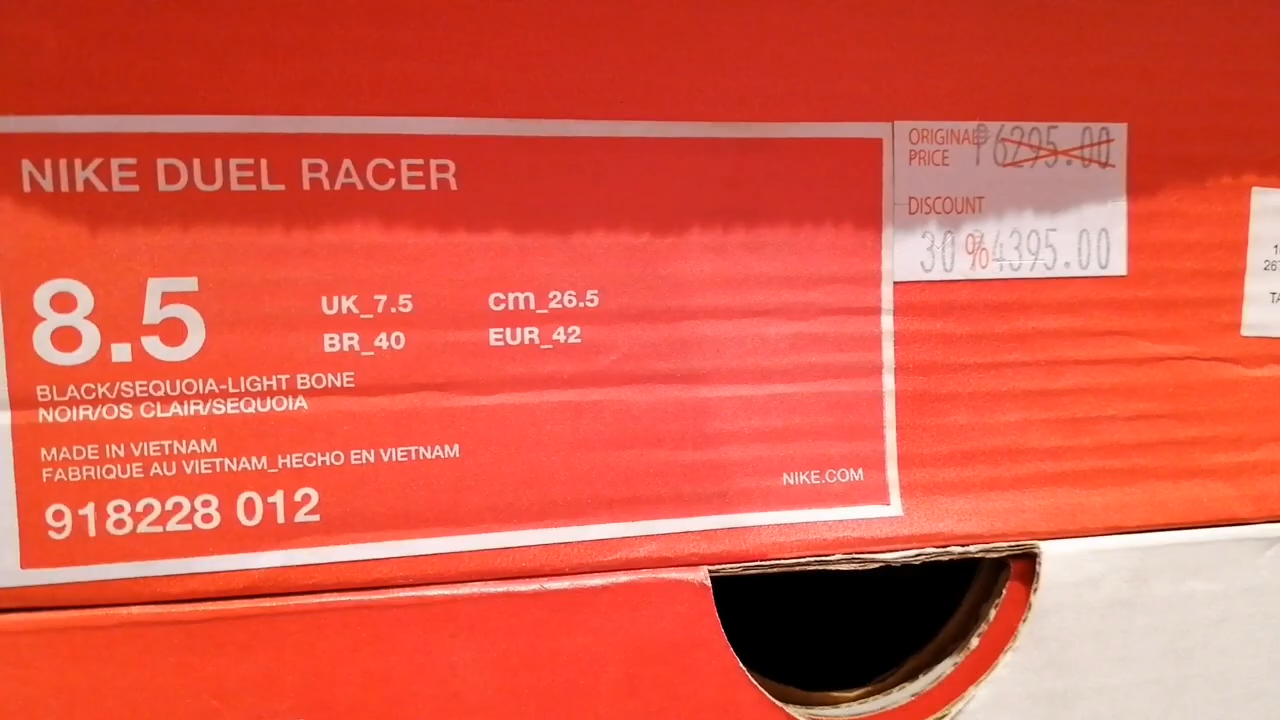 NIKE DUEL RACER
8.5
UK_7.5
cm_26.5
BR_40
EUR_42
BLACK/SEQUOIA-LIGHT BONE
NOIR/OS CLAIR/SEQUOIA
MADE IN VIETNAM
FABRIQUE AU VIETNAM_HECHO EN VIETNAM
918228 012
NIKE.COM
ORIGINAL ₱6295.00
PRICE
DISCOUNT
30 % 4395.00